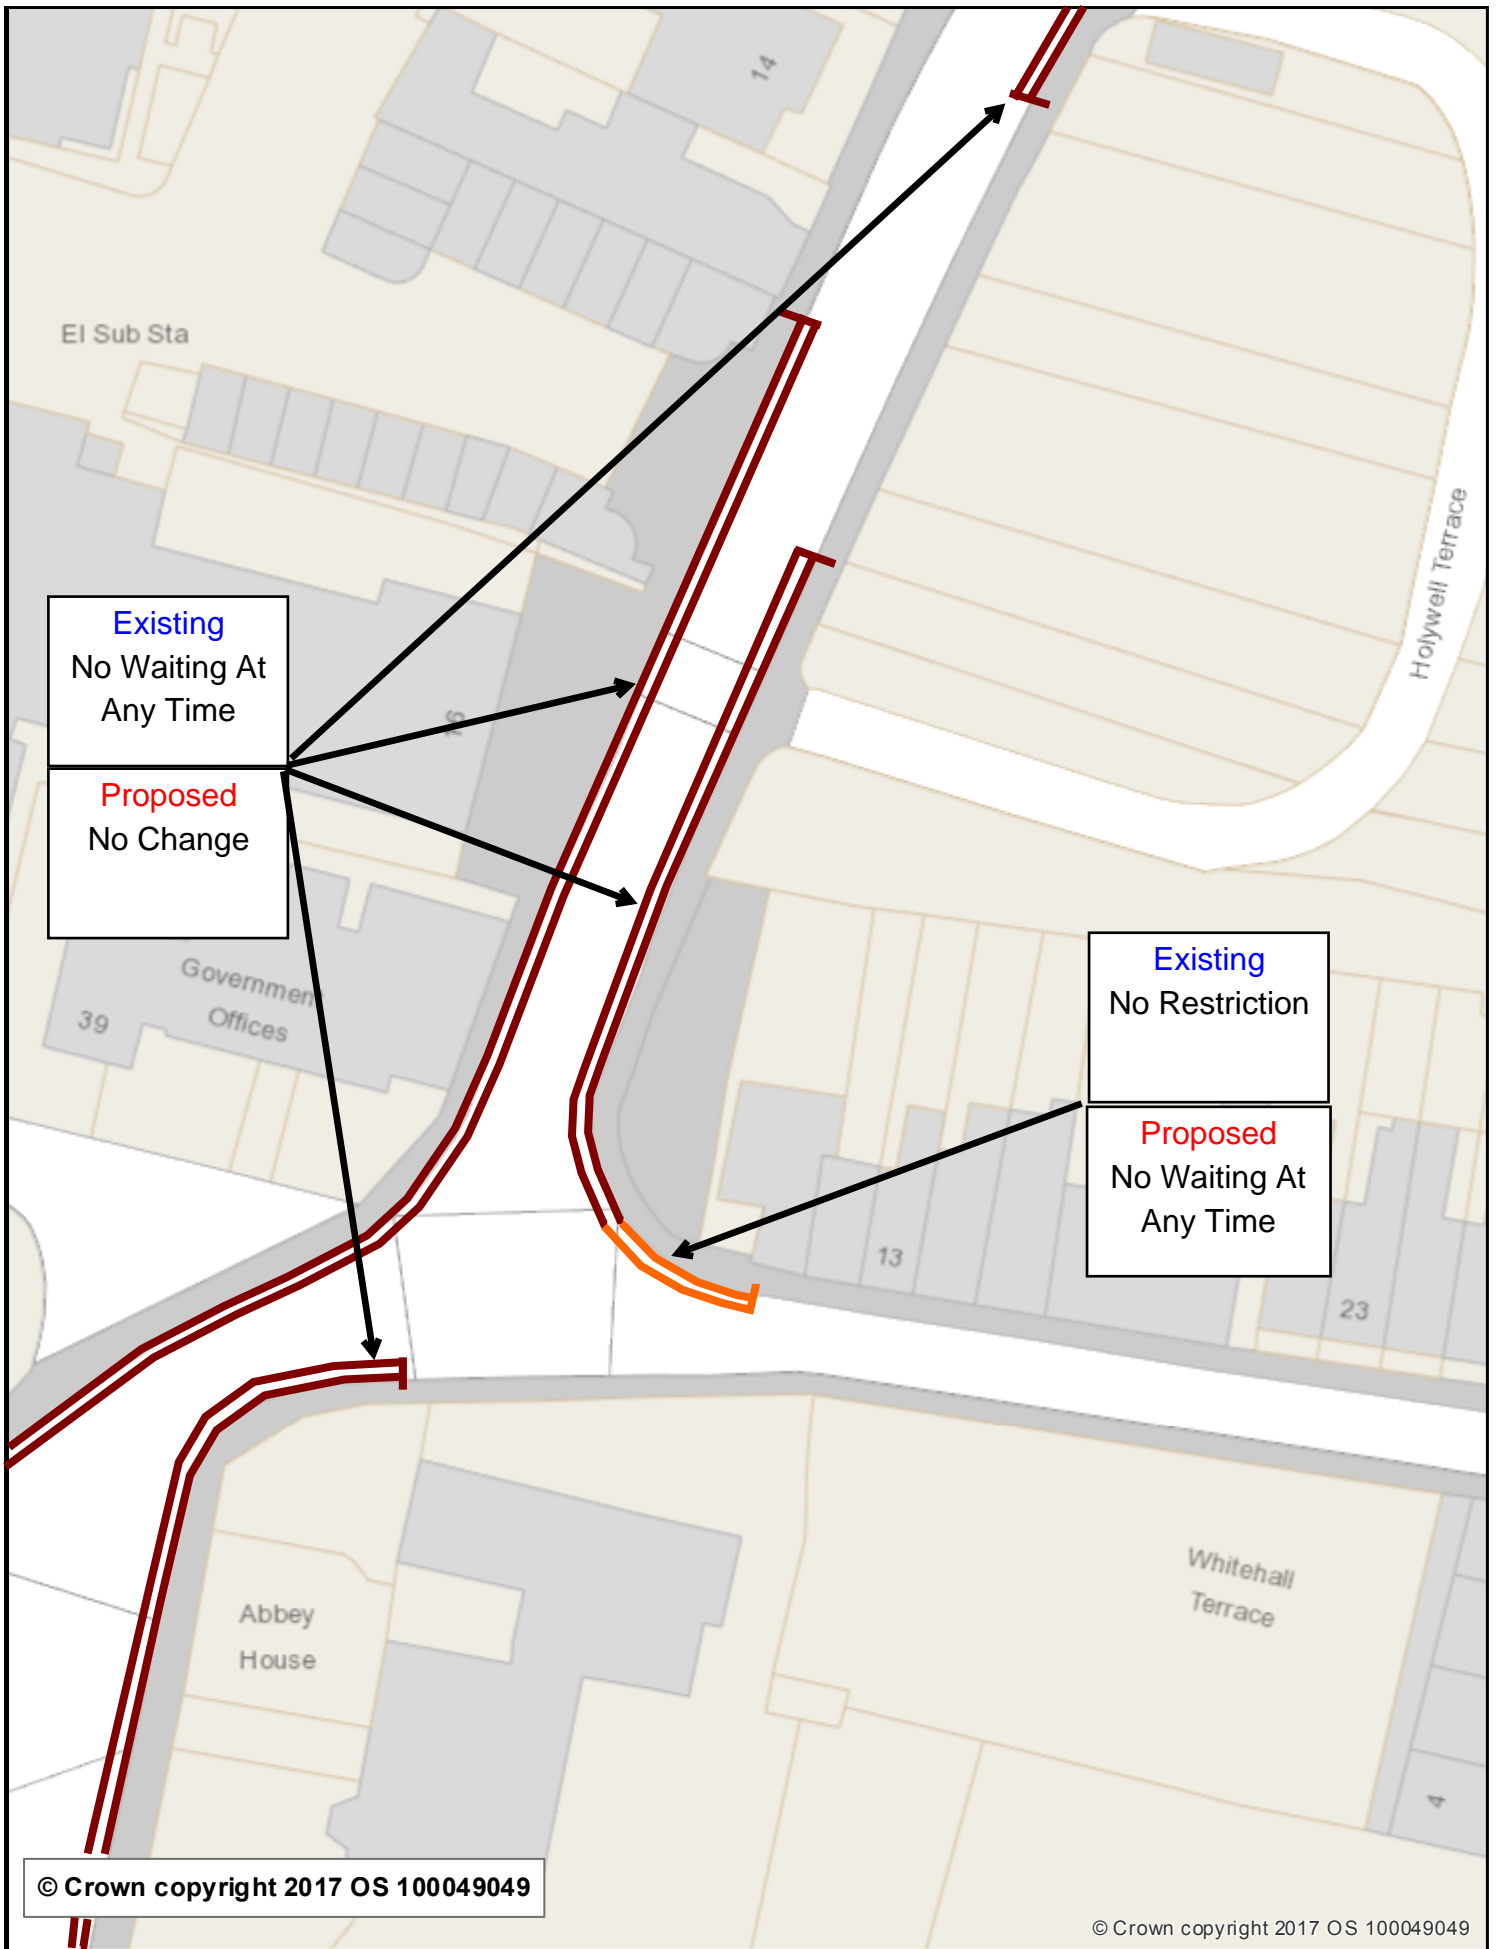 14
El Sub Sta
Holywell Terrace
Existing
No Waiting At
Any Time
Proposed
No Change
76
Government
Offices
39
Existing
No Restriction
Proposed
No Waiting At
Any Time
13
23
Whitehall
Terrace
Abbey
House
4
© Crown copyright 2017 OS 100049049
© Crown copyright 2017 OS 100049049